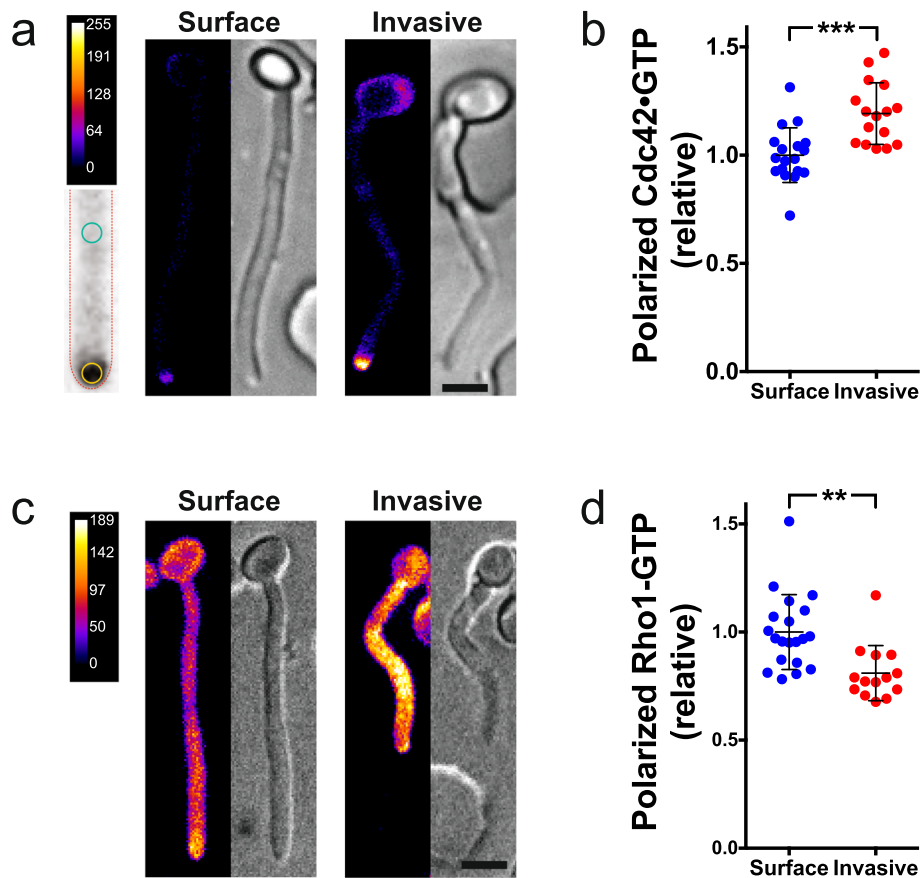 a
Surface
Invasive
255
191
128
64
0
b
***
Polarized Cdc42•GTP
(relative)
1.5
1.0
0.5
0.0
Surface Invasive
c
Surface
Invasive
189
142
97
50
0
d
**
Polarized Rho1-GTP
(relative)
1.5
1.0
0.5
0.0
Surface Invasive